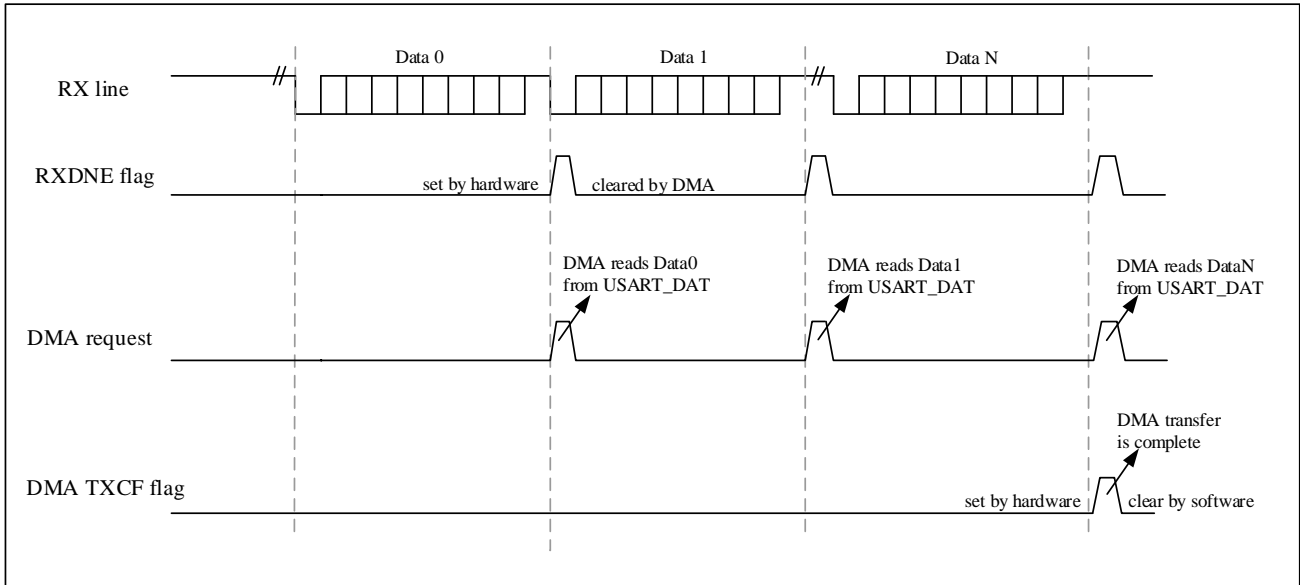 Data 0
Data 1
Data N
RX line
RXDNE flag
set by hardware
cleared by DMA
DMA reads Data0
from USART_DAT
DMA reads Data1
from USART_DAT
DMA reads DataN
from USART_DAT
DMA request
DMA transfer
is complete
DMA TXCF flag
set by hardware
clear by software